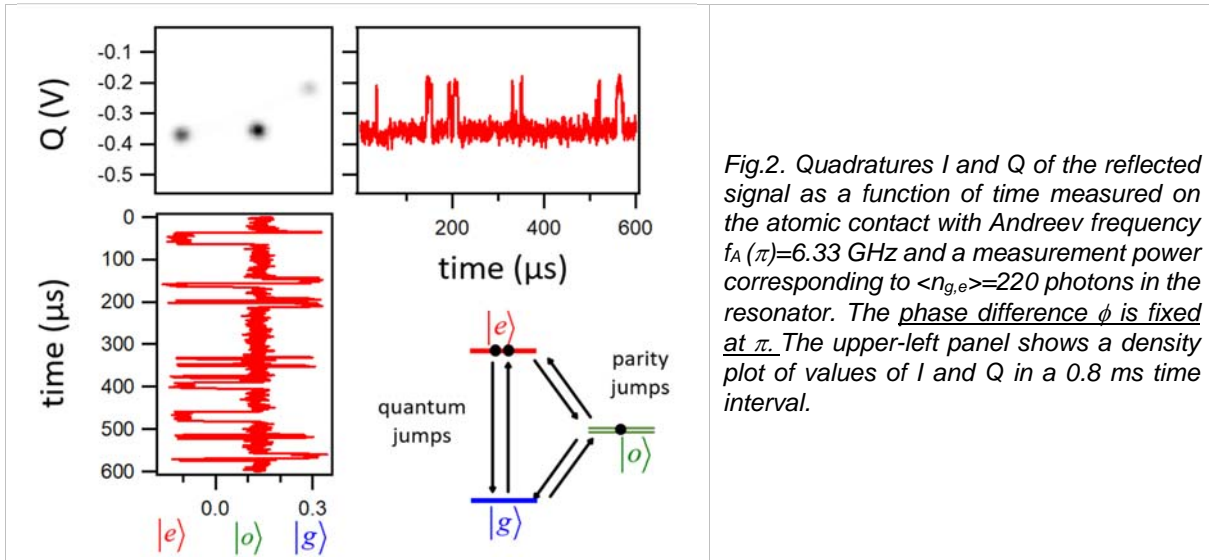 Q (V)
-0.1
-0.2
-0.3
-0.4
-0.5
200
400
600
time (μs)
time (μs)
0
100
200
300
400
500
600
0.0
0.3
|e⟩
|o⟩
|g⟩
|e⟩
quantum
jumps
parity
jumps
|o⟩
|g⟩
Fig.2. Quadratures I and Q of the reflected
signal as a function of time measured on
the atomic contact with Andreev frequency
fA (π)=6.33 GHz and a measurement power
corresponding to <ng,e>=220 photons in the
resonator. The phase difference ϕ is fixed
at π. The upper-left panel shows a density
plot of values of I and Q in a 0.8 ms time
interval.